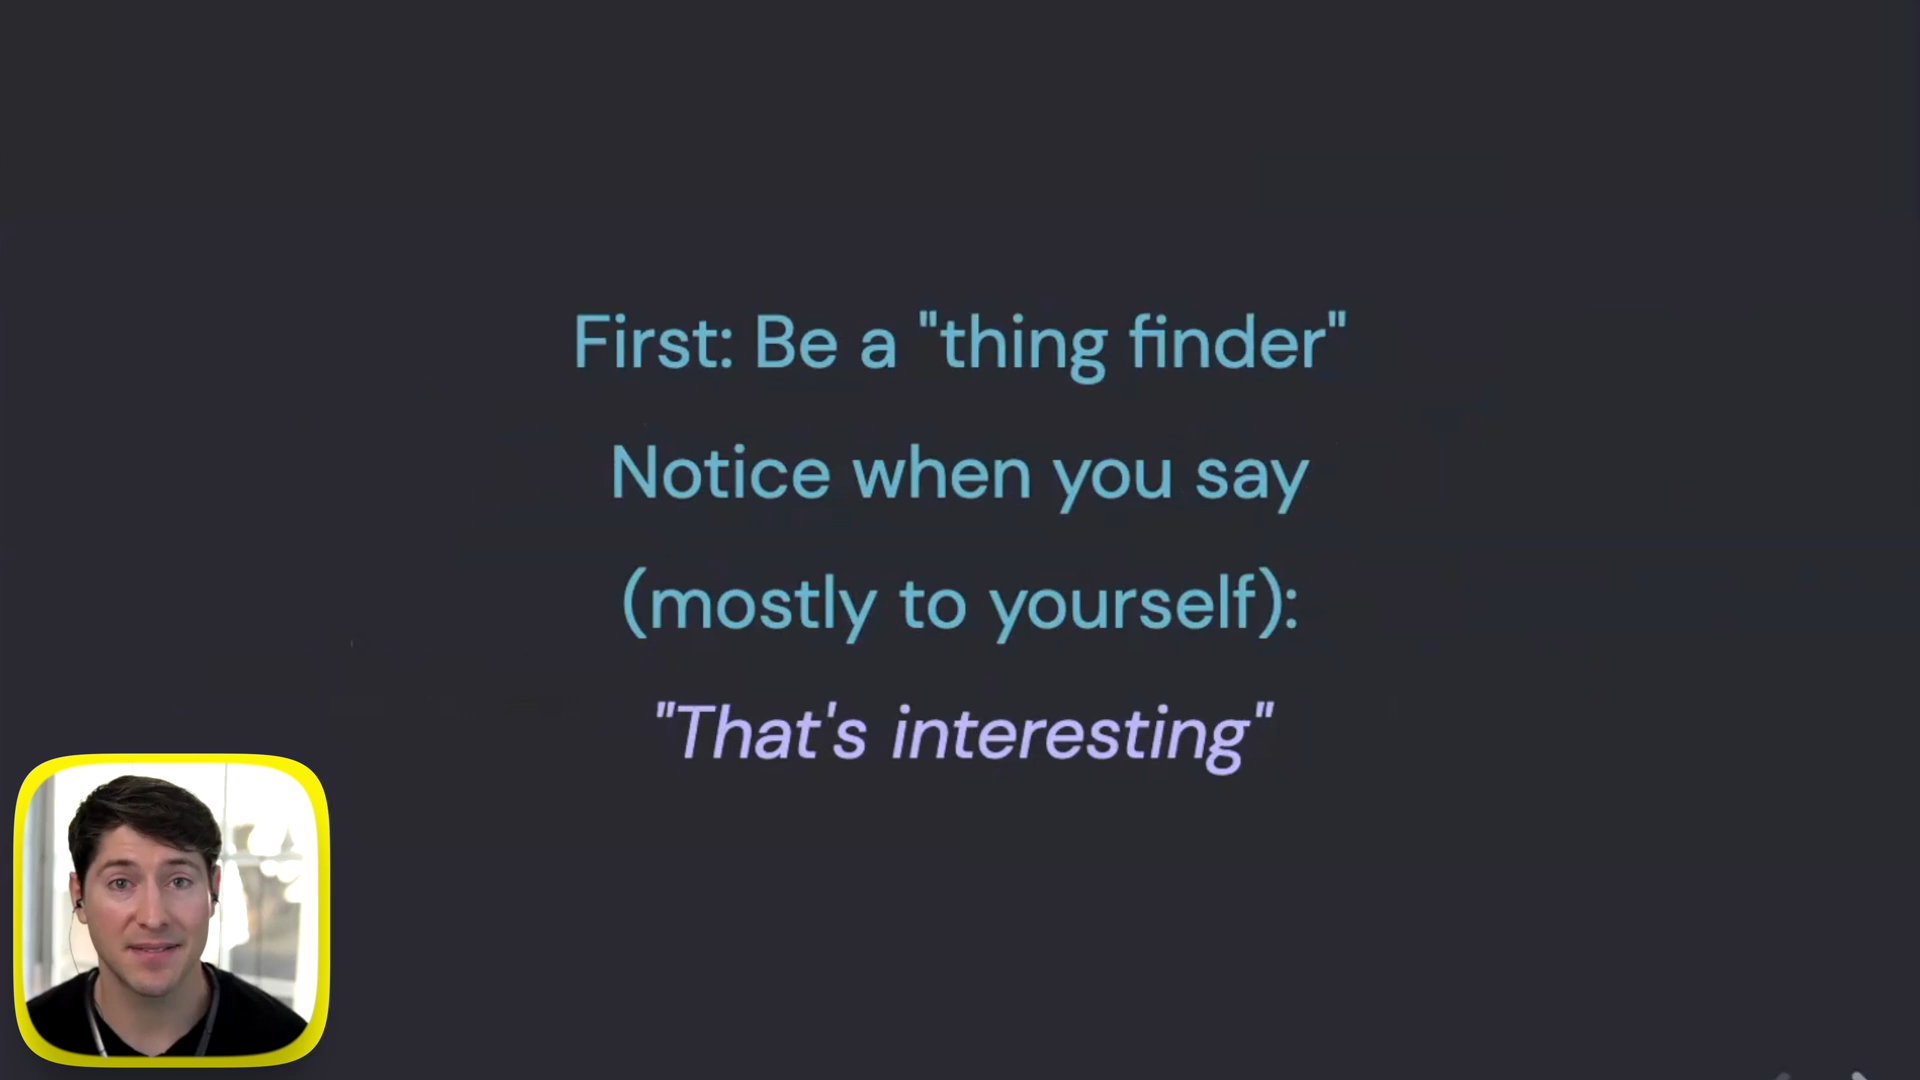 First: Be a "thing finder"
Notice when you say
(mostly to yourself):
"That's interesting"